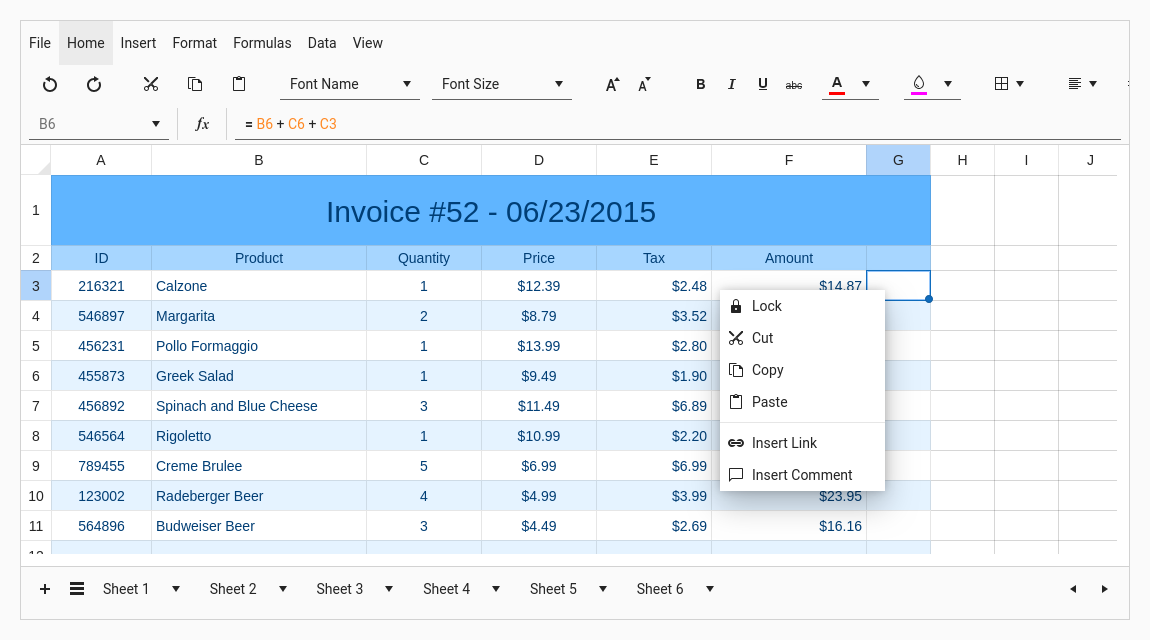 File Home Insert Format Formulas Data View
Font Name Font Size A A B I U abc A
B6 fx = B6 + C6 + C3
A B C D E F G H I J
1 Invoice #52 - 06/23/2015
2 ID Product Quantity Price Tax Amount
3 216321 Calzone 1 $12.39 $2.48 $14.87
4 546897 Margarita 2 $8.79 $3.52
5 456231 Pollo Formaggio 1 $13.99 $2.80
6 455873 Greek Salad 1 $9.49 $1.90
7 456892 Spinach and Blue Cheese 3 $11.49 $6.89
8 546564 Rigoletto 1 $10.99 $2.20
9 789455 Creme Brulee 5 $6.99 $6.99
10 123002 Radeberger Beer 4 $4.99 $3.99 $23.95
11 564896 Budweiser Beer 3 $4.49 $2.69 $16.16
Lock
Cut
Copy
Paste
Insert Link
Insert Comment
Sheet 1 Sheet 2 Sheet 3 Sheet 4 Sheet 5 Sheet 6